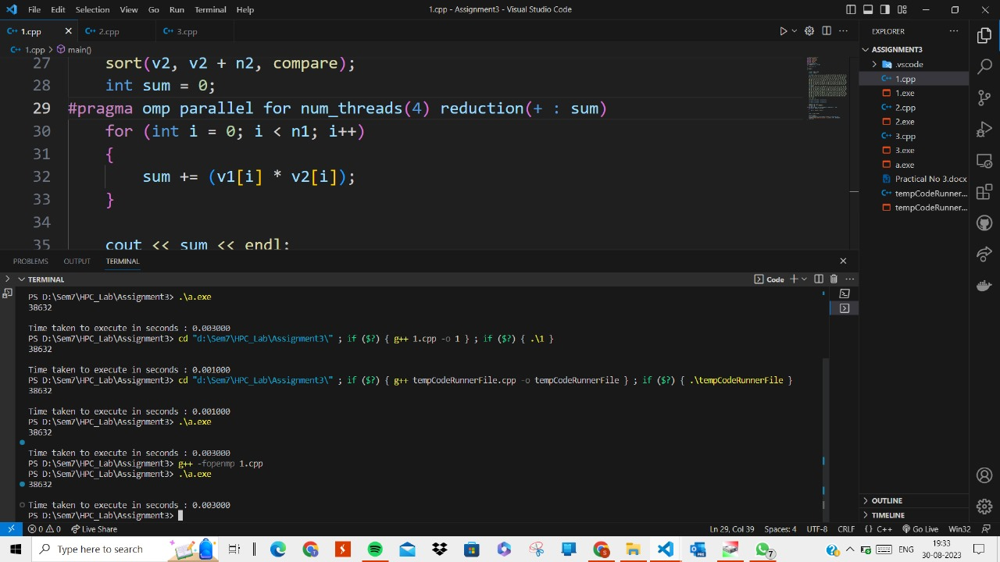 File Edit Selection View Go Run Terminal Help
1.cpp - Assignment3 - Visual Studio Code
1.cpp
2.cpp
3.cpp
1.cpp > main()
27 sort(v2, v2 + n2, compare);
28 int sum = 0;
29 #pragma omp parallel for num_threads(4) reduction(+ : sum)
30 for (int i = 0; i < n1; i++)
31 {
32 sum += (v1[i] * v2[i]);
33 }
34
35 cout << sum << endl;
EXPLORER
ASSIGNMENT3
.vscode
1.cpp
1.exe
2.cpp
2.exe
3.cpp
3.exe
a.exe
Practical No 3.docx
tempCodeRunner...
tempCodeRunner...
OUTLINE
TIMELINE
PROBLEMS OUTPUT TERMINAL
TERMINAL
Code
PS D:\Sem7\HPC_Lab\Assignment3> .\a.exe
38632
Time taken to execute in seconds : 0.003000
PS D:\Sem7\HPC_Lab\Assignment3> cd "d:\Sem7\HPC_Lab\Assignment3\" ; if ($?) { g++ 1.cpp -o 1 } ; if ($?) { .\1 }
38632
Time taken to execute in seconds : 0.001000
PS D:\Sem7\HPC_Lab\Assignment3> cd "d:\Sem7\HPC_Lab\Assignment3\" ; if ($?) { g++ tempCodeRunnerFile.cpp -o tempCodeRunnerFile } ; if ($?) { .\tempCodeRunnerFile }
38632
Time taken to execute in seconds : 0.001000
PS D:\Sem7\HPC_Lab\Assignment3> .\a.exe
38632
Time taken to execute in seconds : 0.003000
PS D:\Sem7\HPC_Lab\Assignment3> g++ -fopenmp 1.cpp
PS D:\Sem7\HPC_Lab\Assignment3> .\a.exe
38632
Time taken to execute in seconds : 0.003000
PS D:\Sem7\HPC_Lab\Assignment3>
0 0 Live Share
Ln 29, Col 39 Spaces: 4 UTF-8 CRLF {} C++ Go Live Win32
Type here to search
7
ENG
19:33
30-08-2023